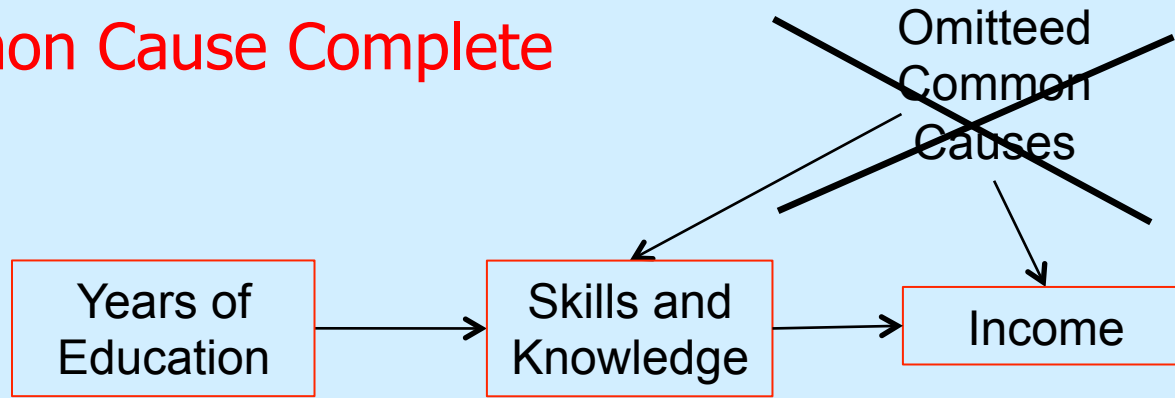 non Cause Complete
Omitteed
Common
Causes
Years of
Education
Skills and
Knowledge
Income